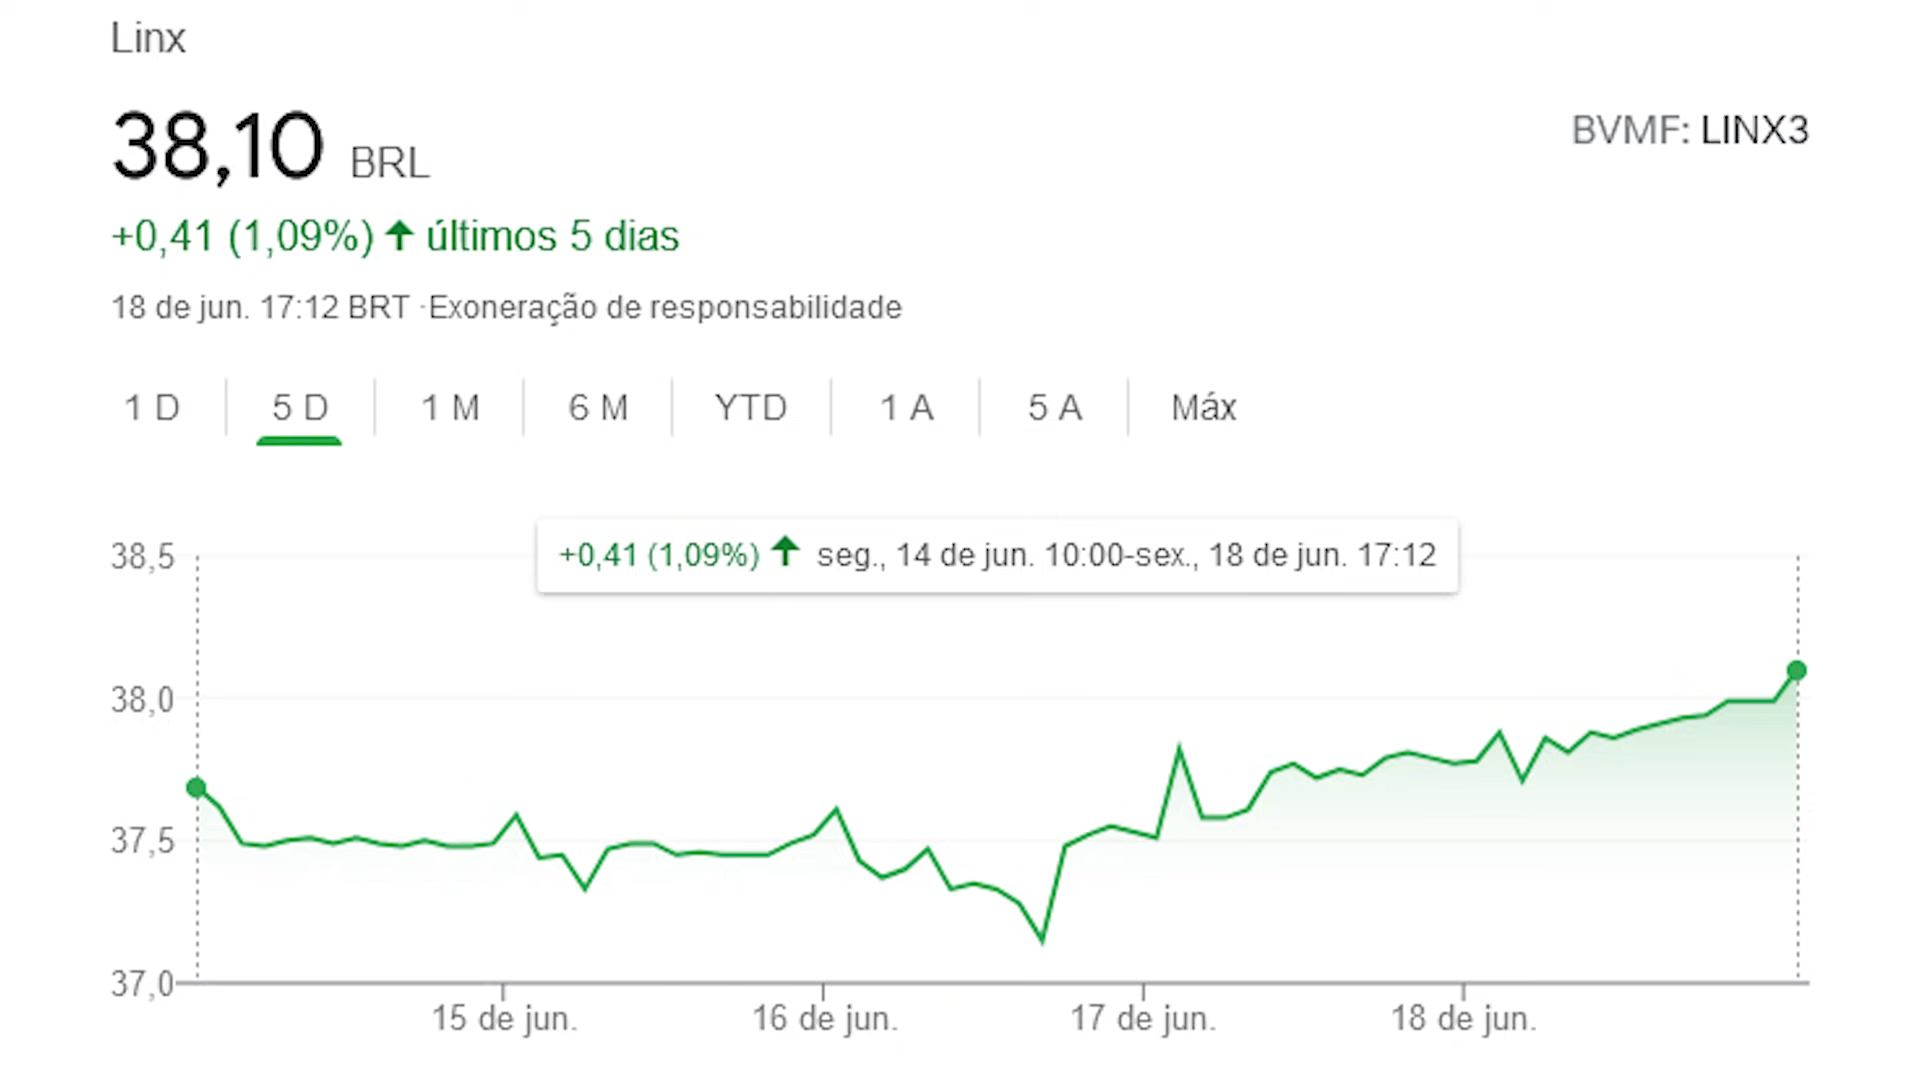 Linx
38,10 BRL
BVMF: LINX3
+0,41 (1,09%) ↑ últimos 5 dias
18 de jun. 17:12 BRT ·Exoneração de responsabilidade
1 D 5 D 1 M 6 M YTD 1 A 5 A Máx
+0,41 (1,09%) ↑ seg., 14 de jun. 10:00-sex., 18 de jun. 17:12
38,5
38,0
37,5
37,0
15 de jun. 16 de jun. 17 de jun. 18 de jun.